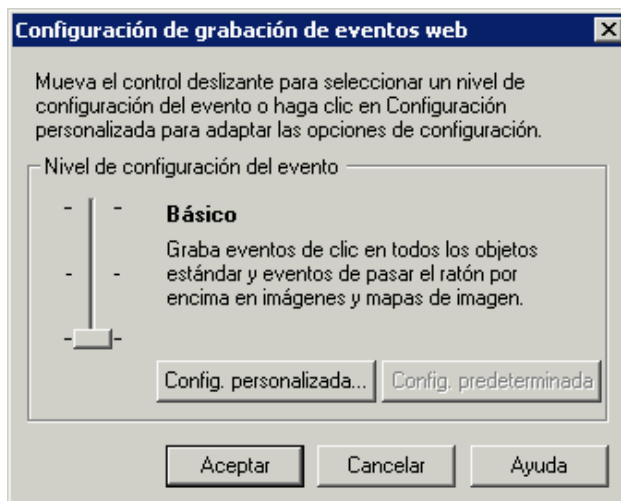 Configuración de grabación de eventos web
Mueva el control deslizante para seleccionar un nivel de
configuración del evento o haga clic en Configuración
personalizada para adaptar las opciones de configuración.
Nivel de configuración del evento
Básico
Graba eventos de clic en todos los objetos
estándar y eventos de pasar el ratón por
encima en imágenes y mapas de imagen.
Config. personalizada... Config. predeterminada
Aceptar Cancelar Ayuda